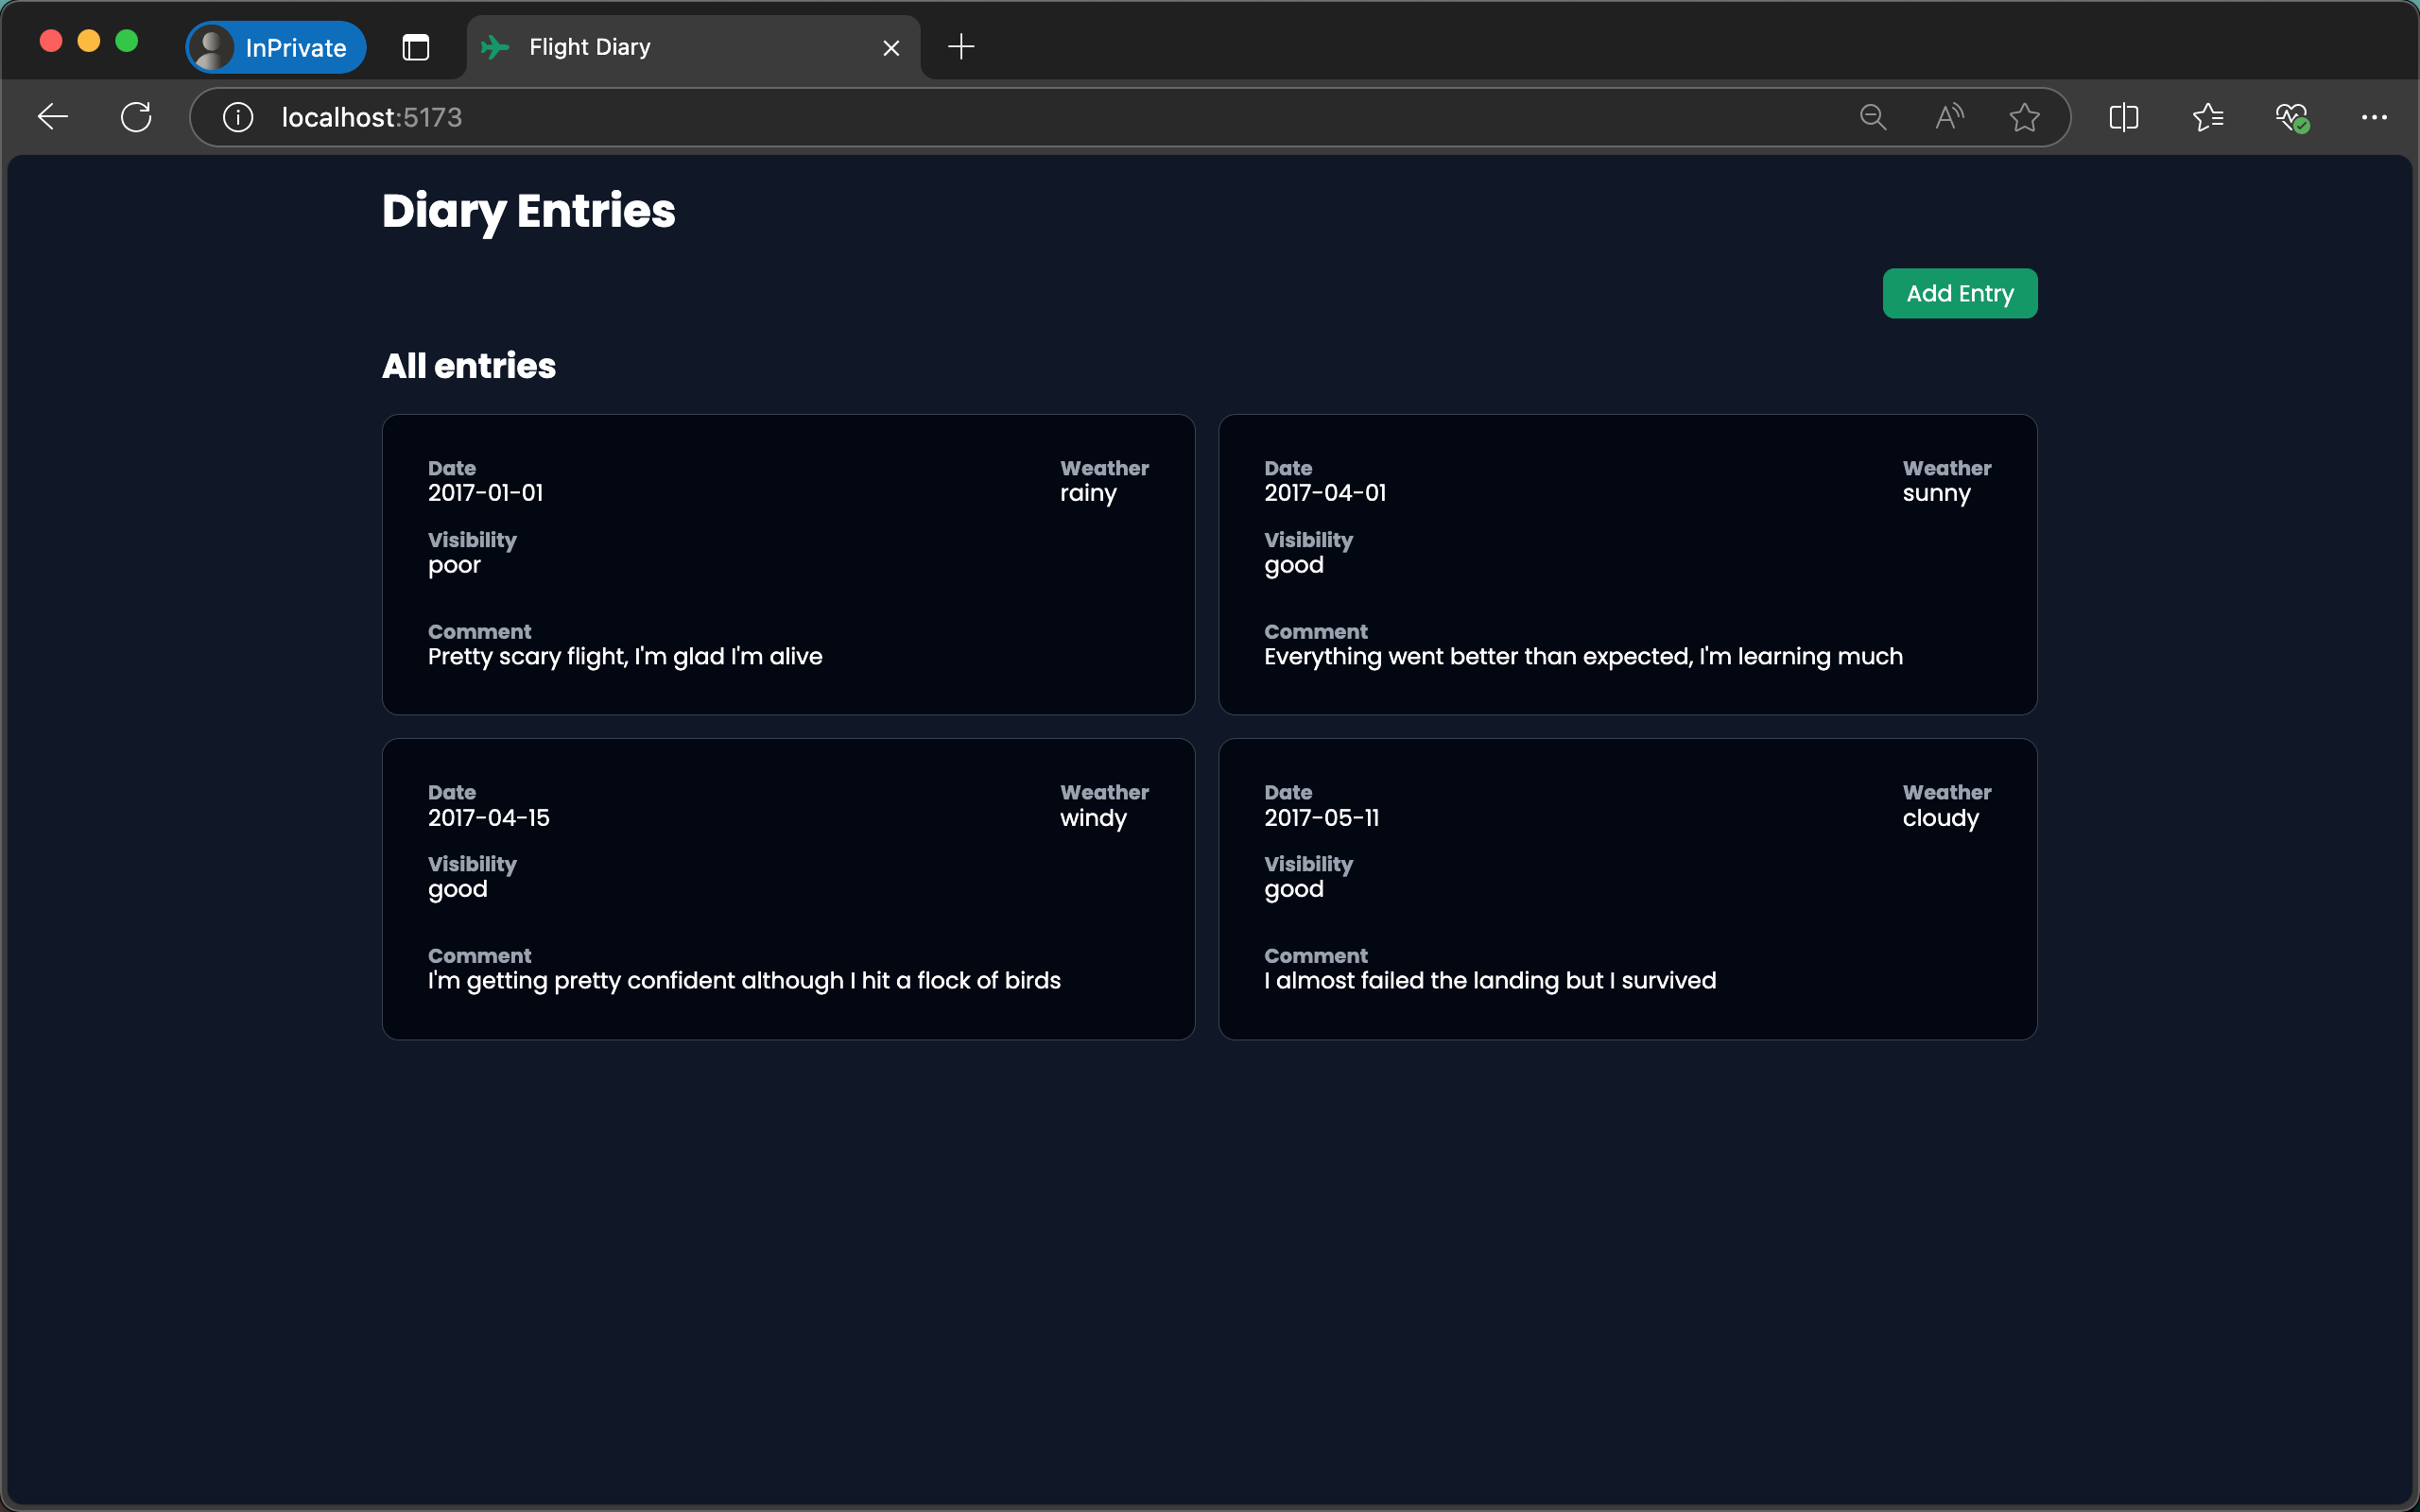 InPrivate
Flight Diary
localhost:5173
Diary Entries
Add Entry
All entries
Date
2017-01-01
Weather
rainy
Visibility
poor
Comment
Pretty scary flight, I'm glad I'm alive
Date
2017-04-01
Weather
sunny
Visibility
good
Comment
Everything went better than expected, I'm learning much
Date
2017-04-15
Weather
windy
Visibility
good
Comment
I'm getting pretty confident although I hit a flock of birds
Date
2017-05-11
Weather
cloudy
Visibility
good
Comment
I almost failed the landing but I survived